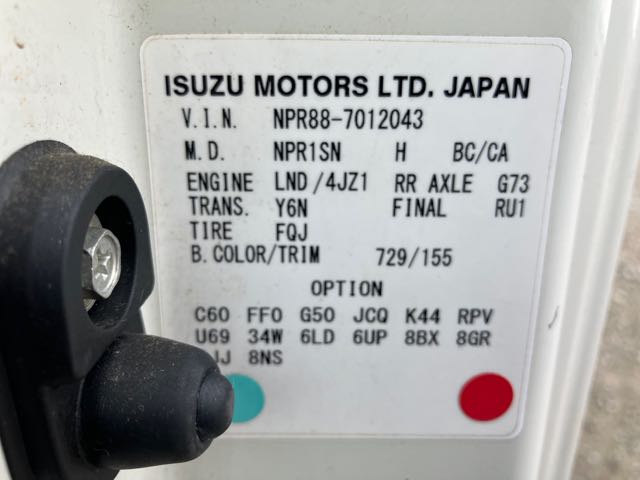 ISUZU MOTORS LTD. JAPAN
V.I.N. NPR88-7012043
M.D. NPR1SN H BC/CA
ENGINE LND/4JZ1 RR AXLE G73
TRANS. Y6N FINAL RU1
TIRE FQJ
B.COLOR/TRIM 729/155
OPTION
C60 FF0 G50 JCQ K44 RPV
U69 34W 6LD 6UP 8BX 8GR
8NS